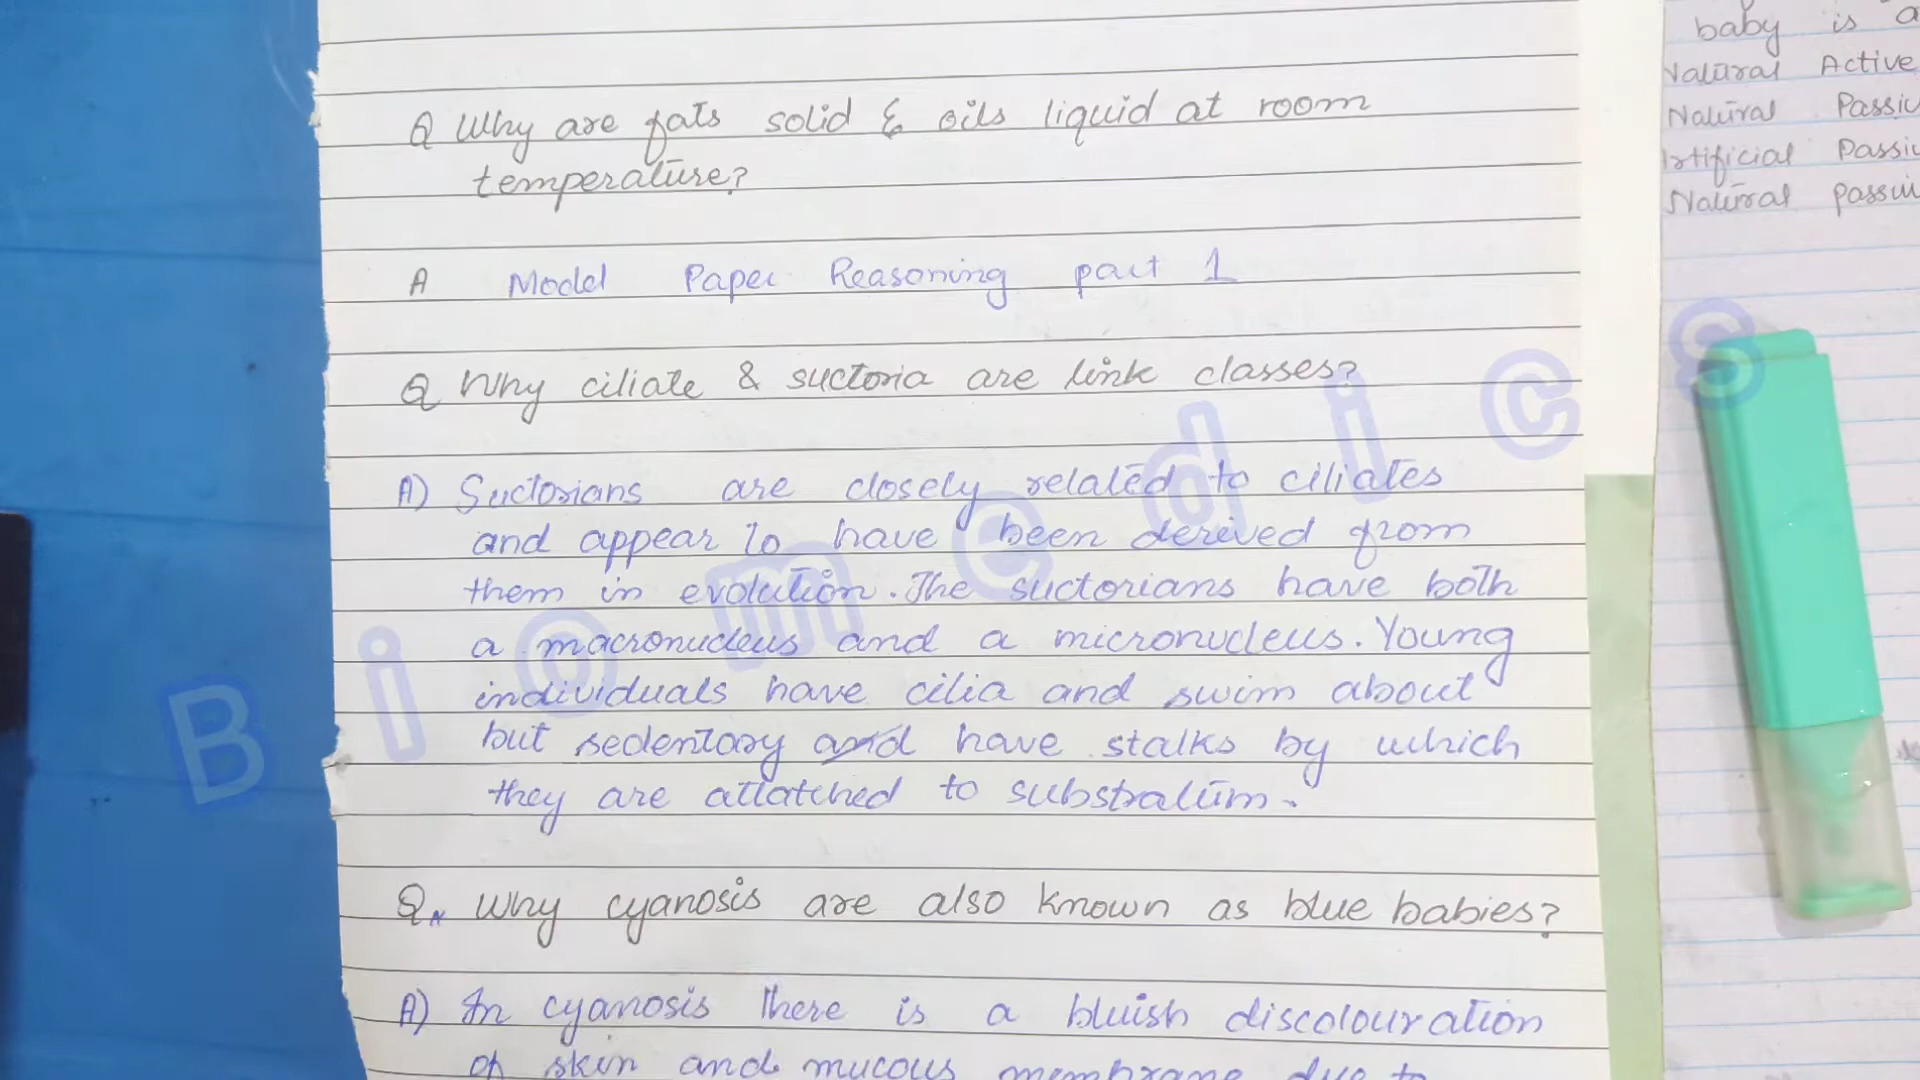 Q Why are fats solid & oils liquid at room
temperature?
A Model Paper Reasoning part 1
Q Why ciliate & suctoria are link classes?
A) Suctorians are closely related to ciliates
and appear to have been derived from
them in evolution. The suctorians have both
a macronucleus and a micronucleus. Young
individuals have cilia and swim about
but sedentary and have stalks by which
they are attatched to substratum.
Q. Why cyanosis are also known as blue babies?
A) In cyanosis there is a bluish discolouration
of skin and mucous membrane due to
baby is a
Natural Active
Natural
Artificial
Natural
Biomedics